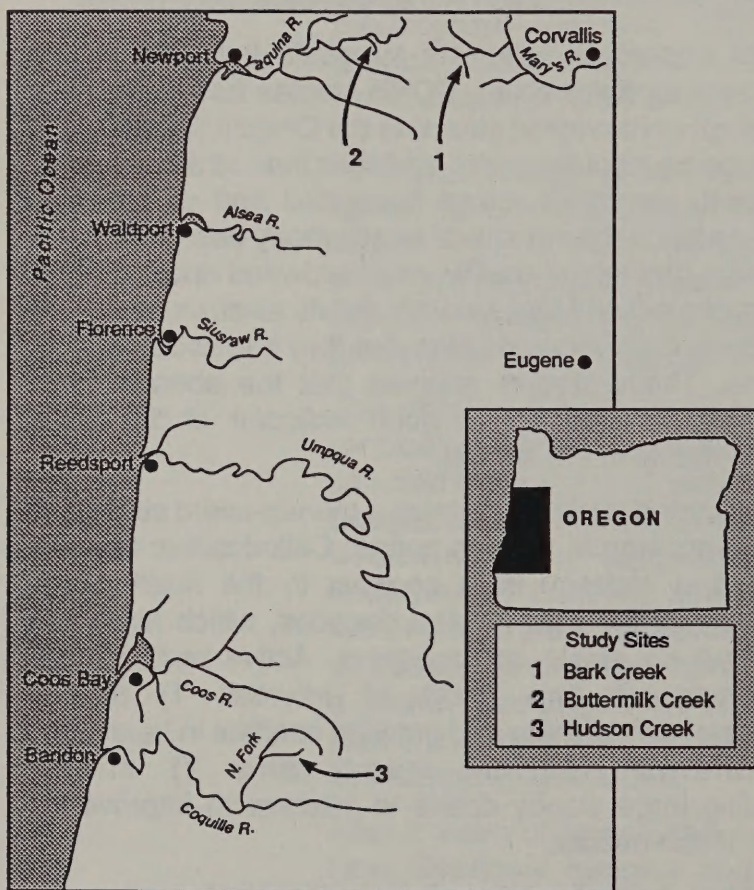 Newport
Yaquina R.
Corvallis
Mary's R.
2
1
Pacific Ocean
Waldport
Alsea R.
Florence
Siuslaw R.
Eugene
Reedsport
Umpqua R.
OREGON
Study Sites
1 Bark Creek
2 Buttermilk Creek
3 Hudson Creek
Coos Bay
Coos R.
Bandon
N. Fork
3
Coquille R.